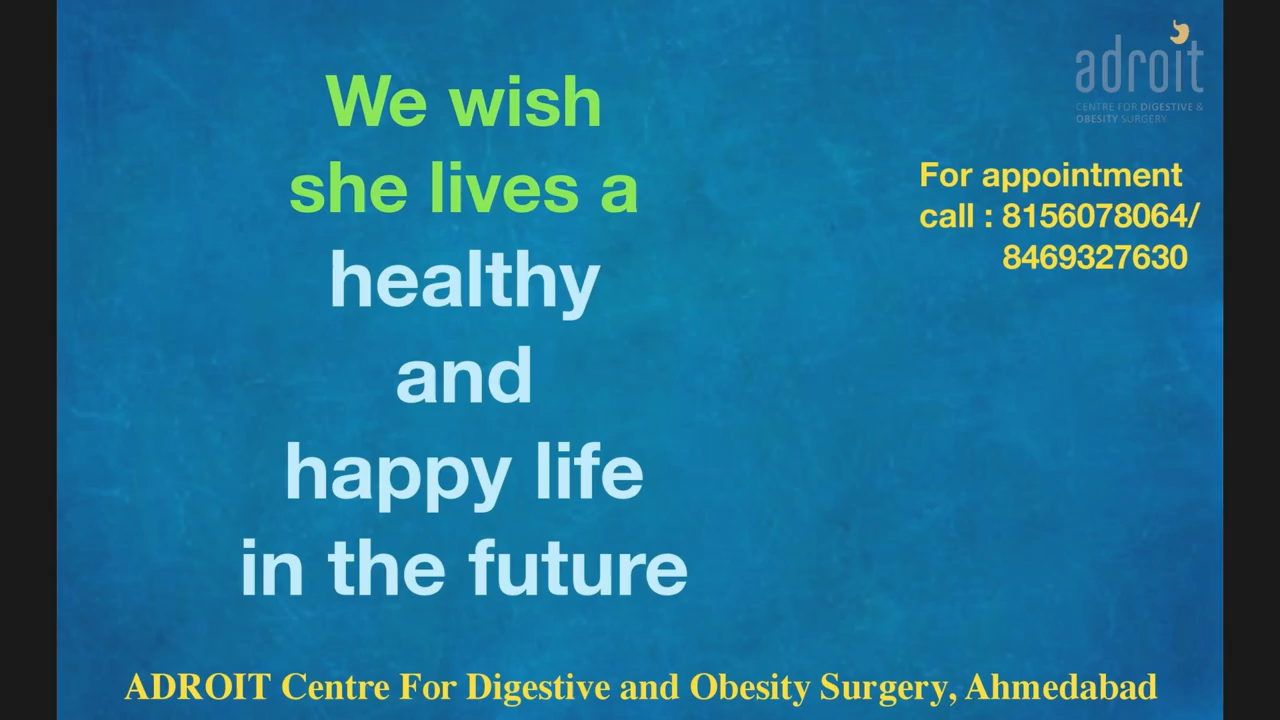 We wish
she lives a
healthy
and
happy life
in the future
adroit
CENTRE FOR DIGESTIVE &
OBESITY SURGERY
For appointment
call : 8156078064/
8469327630
ADROIT Centre For Digestive and Obesity Surgery, Ahmedabad